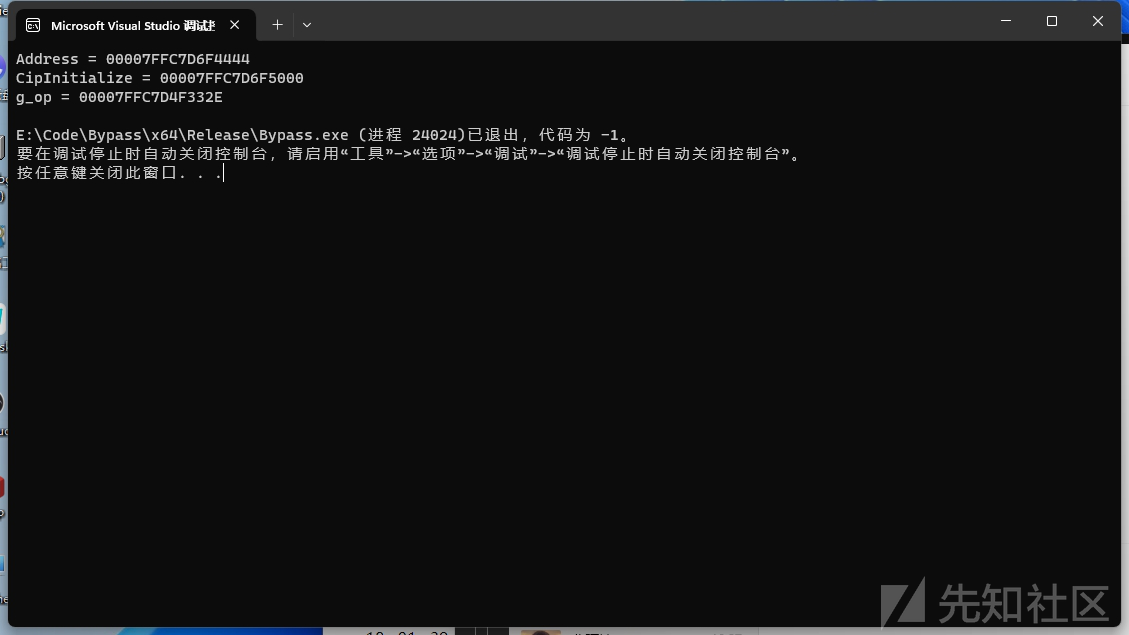 Microsoft Visual Studio 调试控
Address = 00007FFC7D6F4444
CipInitialize = 00007FFC7D6F5000
g_op = 00007FFC7D4F332E
E:\Code\Bypass\x64\Release\Bypass.exe (进程 24024)已退出，代码为 -1。
要在调试停止时自动关闭控制台，请启用“工具”->“选项”->“调试”->“调试停止时自动关闭控制台”。
按任意键关闭此窗口. . .
先知社区